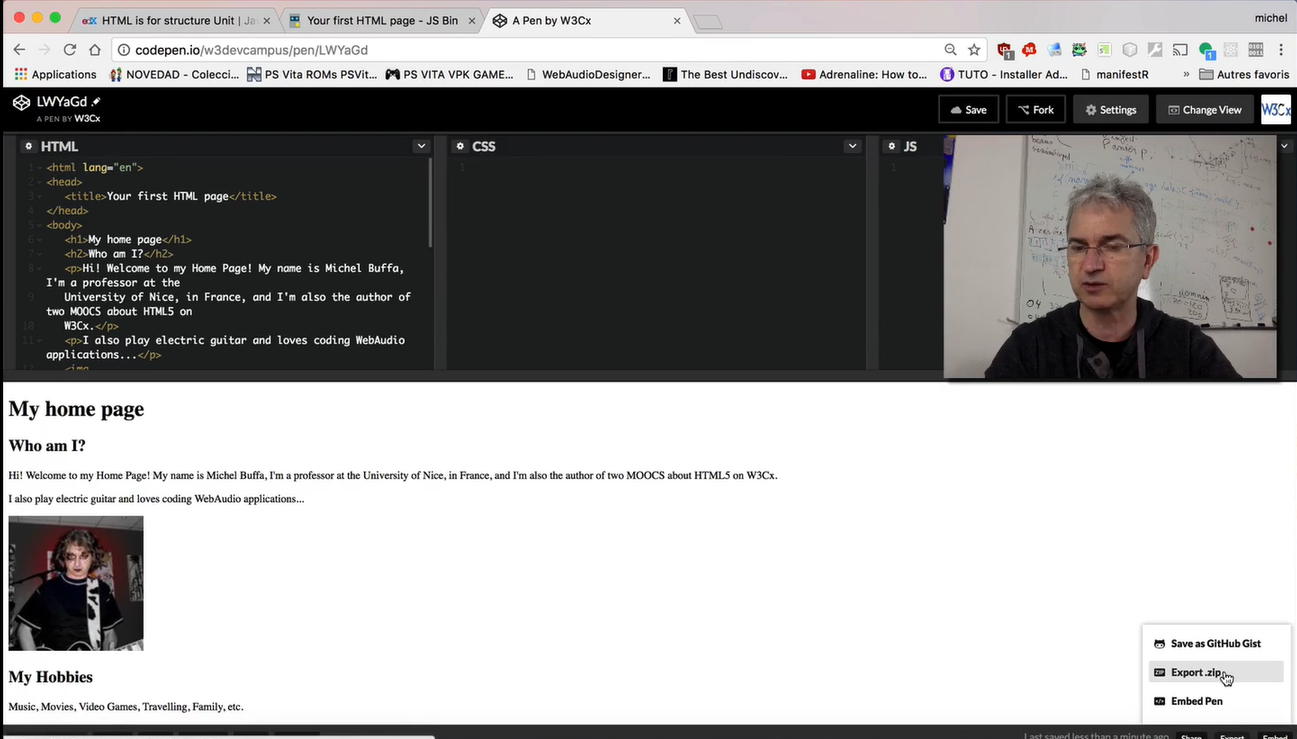 HTML is for structure Unit | Ja
Your first HTML page - JS Bin
A Pen by W3Cx
michel
codepen.io/w3devcampus/pen/LWYaGd
Applications
NOVEDAD - Colecci...
PS Vita ROMs PSVit...
PS VITA VPK GAME...
WebAudioDesigner...
The Best Undiscov...
Adrenaline: How to...
TUTO - Installer Ad...
manifestR
»
Autres favoris
LWYaGd
A PEN BY W3Cx
Save
Fork
Settings
Change View
W3Cx
HTML
1 <html lang="en">
2 <head>
3 <title>Your first HTML page</title>
4 </head>
5 <body>
6 <h1>My home page</h1>
7 <h2>Who am I?</h2>
8 <p>Hi! Welcome to my Home Page! My name is Michel Buffa,
I'm a professor at the
9 University of Nice, in France, and I'm also the author of
two MOOCS about HTML5 on
10 W3Cx.</p>
11 <p>I also play electric guitar and loves coding WebAudio
applications...</p>
12 <img
CSS
1
JS
1
My home page
Who am I?
Hi! Welcome to my Home Page! My name is Michel Buffa, I'm a professor at the University of Nice, in France, and I'm also the author of two MOOCS about HTML5 on W3Cx.
I also play electric guitar and loves coding WebAudio applications...
My Hobbies
Music, Movies, Video Games, Travelling, Family, etc.
Save as GitHub Gist
Export .zip
Embed Pen
Last saved less than a minute ago
Share
Export
Embed